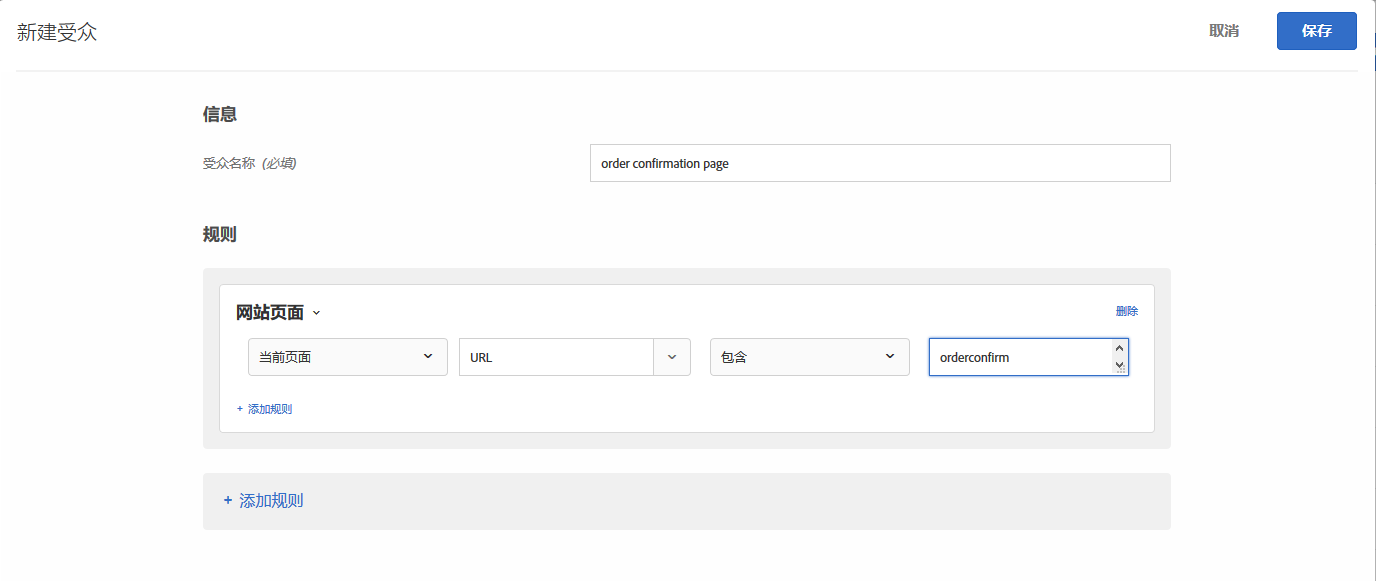 新建受众 取消 保存
信息
受众名称 (必填) order confirmation page
规则
网站页面 删除
当前页面 URL 包含 orderconfirm
+ 添加规则
+ 添加规则